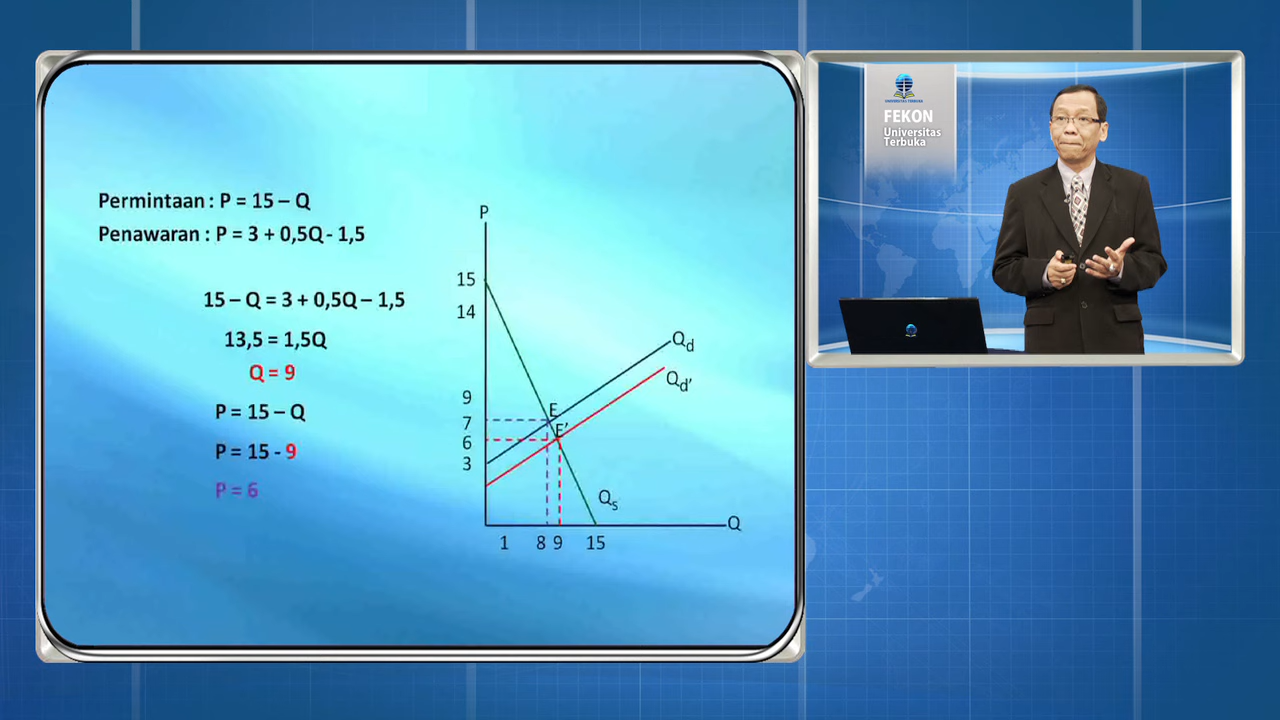 Permintaan : P = 15 – Q
Penawaran : P = 3 + 0,5Q - 1,5
15 – Q = 3 + 0,5Q – 1,5
13,5 = 1,5Q
Q = 9
P = 15 – Q
P = 15 - 9
P = 6
P
15
14
9
7
6
3
E
E'
Qd
Qd'
Qs
Q
1 8 9 15
UNIVERSITAS TERBUKA
FEKON
Universitas
Terbuka